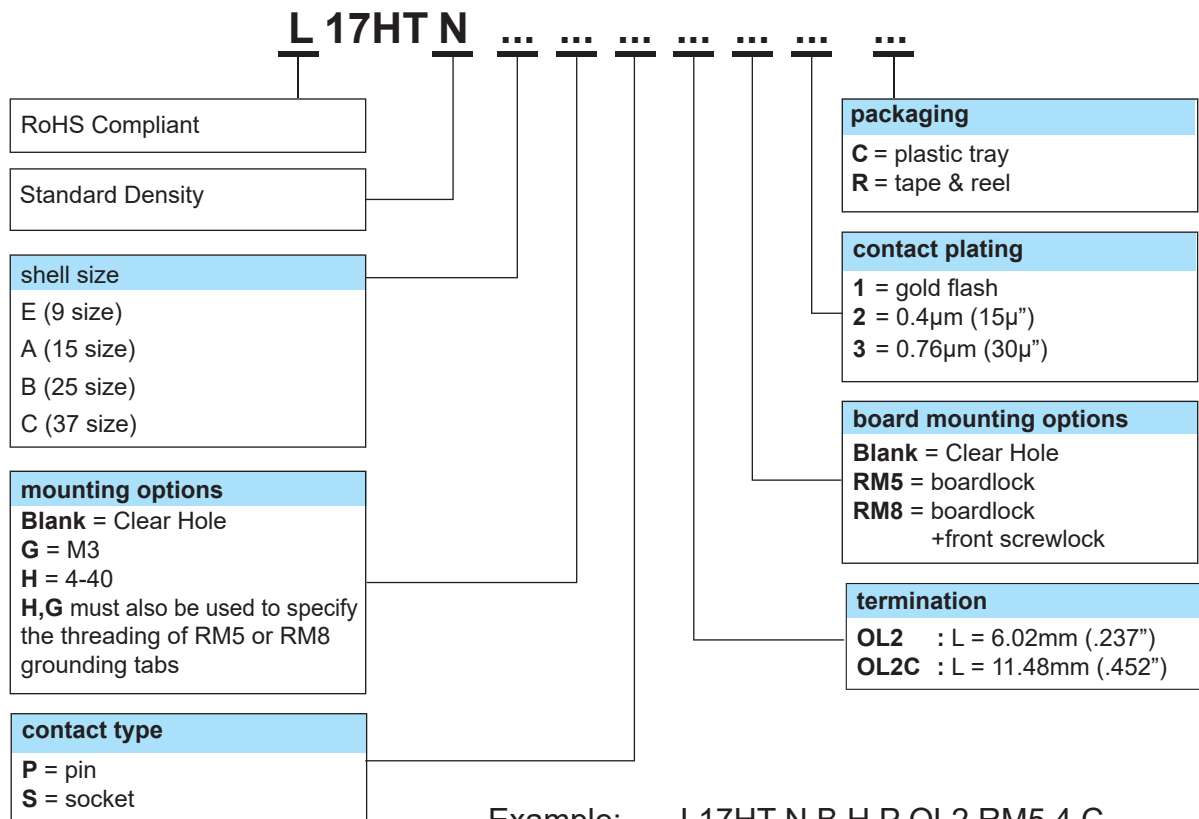 L 17HT N ... ... ... ... ... ... ...
RoHS Compliant
Standard Density
shell size
E (9 size)
A (15 size)
B (25 size)
C (37 size)
mounting options
Blank = Clear Hole
G = M3
H = 4-40
H,G must also be used to specify
the threading of RM5 or RM8
grounding tabs
contact type
P = pin
S = socket
packaging
C = plastic tray
R = tape & reel
contact plating
1 = gold flash
2 = 0.4µm (15µ”)
3 = 0.76µm (30µ”)
board mounting options
Blank = Clear Hole
RM5 = boardlock
RM8 = boardlock
+front screwlock
termination
OL2 : L = 6.02mm (.237”)
OL2C : L = 11.48mm (.452”)
Example: L17HT N B H P OL2 RM5 4 C